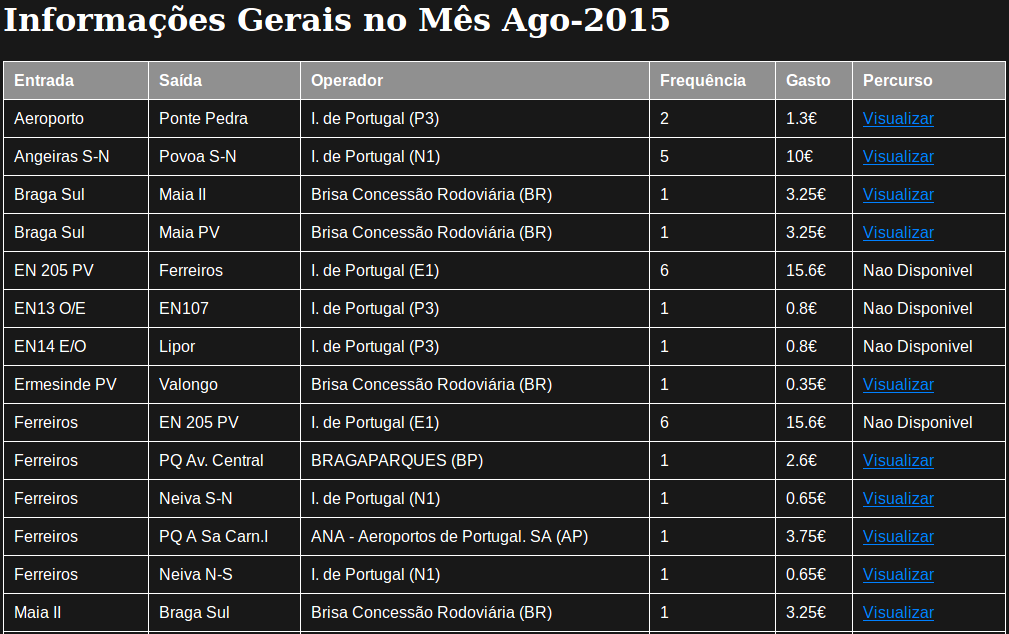 Informações Gerais no Mês Ago-2015
Entrada Saída Operador Frequência Gasto Percurso
Aeroporto Ponte Pedra I. de Portugal (P3) 2 1.3€ Visualizar
Angeiras S-N Povoa S-N I. de Portugal (N1) 5 10€ Visualizar
Braga Sul Maia II Brisa Concessão Rodoviária (BR) 1 3.25€ Visualizar
Braga Sul Maia PV Brisa Concessão Rodoviária (BR) 1 3.25€ Visualizar
EN 205 PV Ferreiros I. de Portugal (E1) 6 15.6€ Nao Disponivel
EN13 O/E EN107 I. de Portugal (P3) 1 0.8€ Nao Disponivel
EN14 E/O Lipor I. de Portugal (P3) 1 0.8€ Nao Disponivel
Ermesinde PV Valongo Brisa Concessão Rodoviária (BR) 1 0.35€ Visualizar
Ferreiros EN 205 PV I. de Portugal (E1) 6 15.6€ Nao Disponivel
Ferreiros PQ Av. Central BRAGAPARQUES (BP) 1 2.6€ Visualizar
Ferreiros Neiva S-N I. de Portugal (N1) 1 0.65€ Visualizar
Ferreiros PQ A Sa Carn.I ANA - Aeroportos de Portugal. SA (AP) 1 3.75€ Visualizar
Ferreiros Neiva N-S I. de Portugal (N1) 1 0.65€ Visualizar
Maia II Braga Sul Brisa Concessão Rodoviária (BR) 1 3.25€ Visualizar